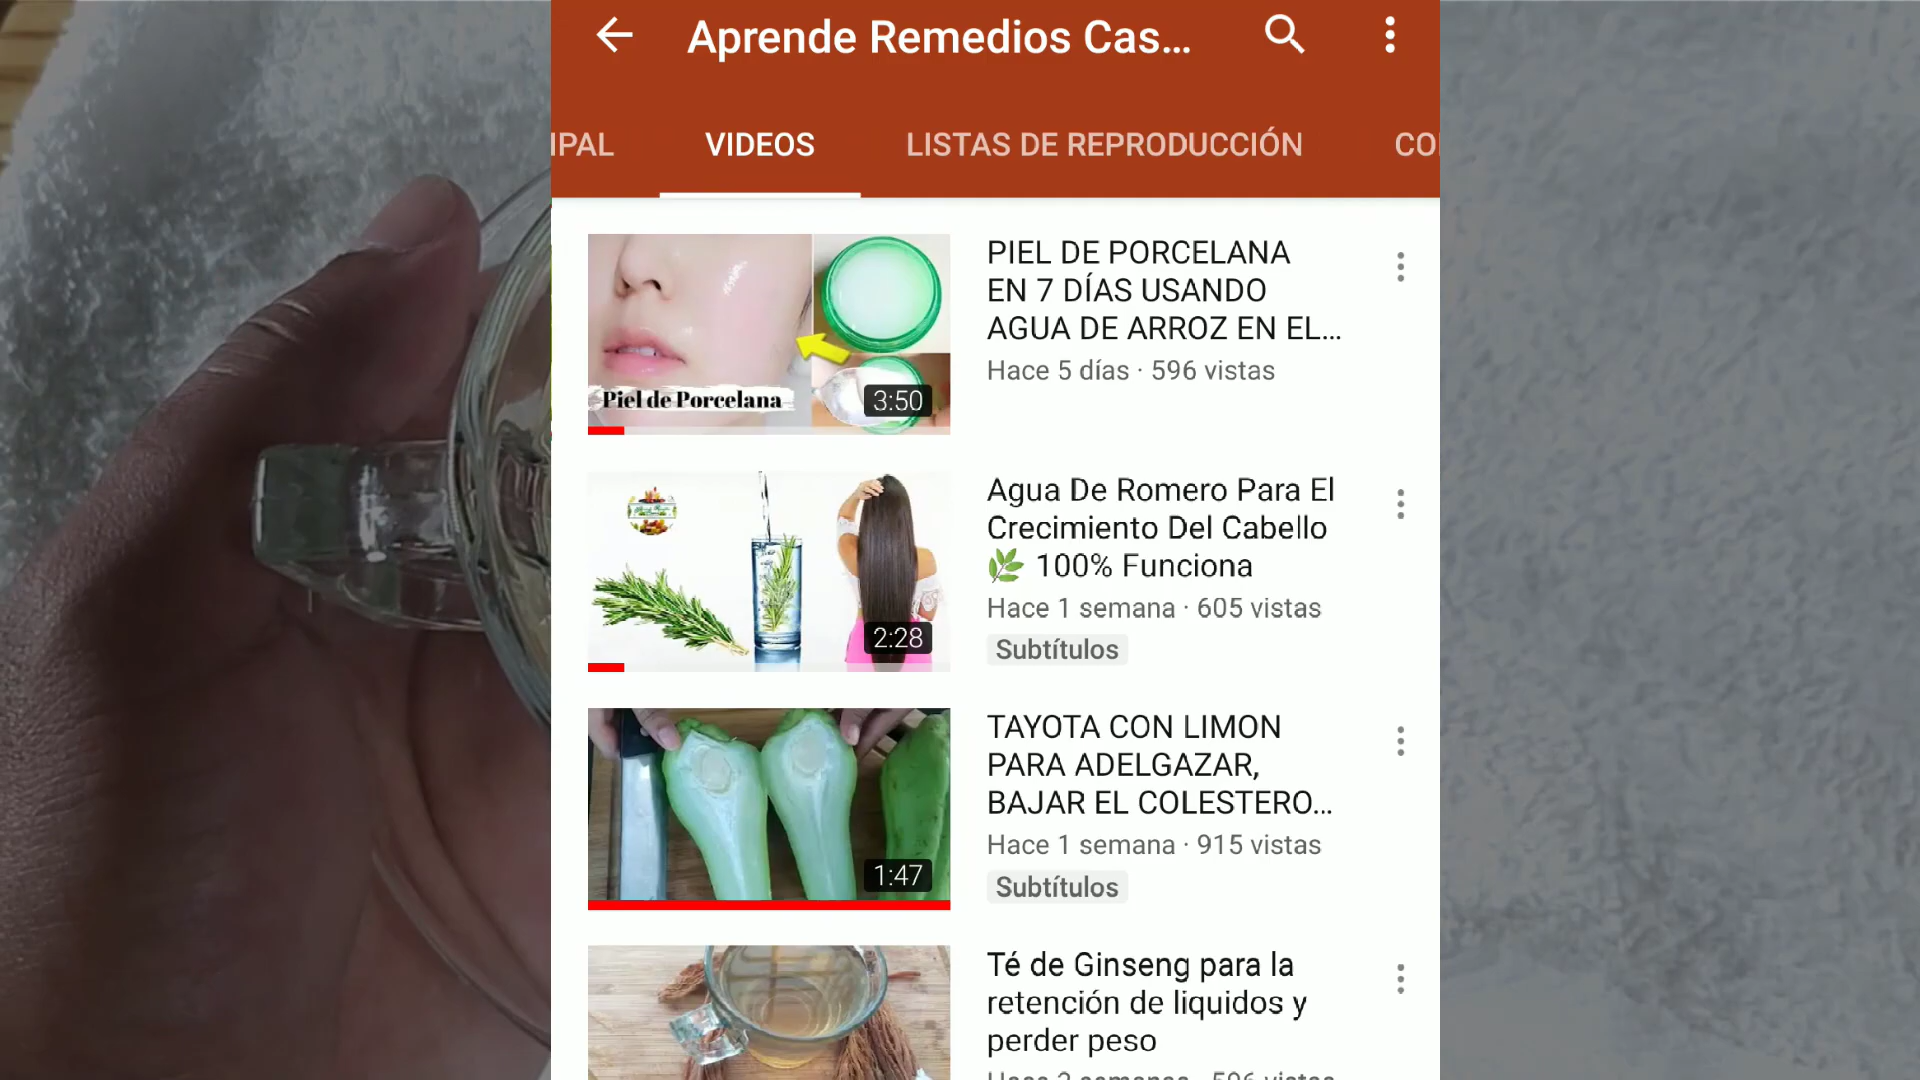 Aprende Remedios Cas...
IPAL
VIDEOS
LISTAS DE REPRODUCCIÓN
CO
PIEL DE PORCELANA
EN 7 DÍAS USANDO
AGUA DE ARROZ EN EL...
Hace 5 días · 596 vistas
Piel de Porcelana
3:50
Agua De Romero Para El
Crecimiento Del Cabello
🌿 100% Funciona
Hace 1 semana · 605 vistas
Subtítulos
2:28
TAYOTA CON LIMON
PARA ADELGAZAR,
BAJAR EL COLESTERO...
Hace 1 semana · 915 vistas
Subtítulos
1:47
Té de Ginseng para la
retención de liquidos y
perder peso